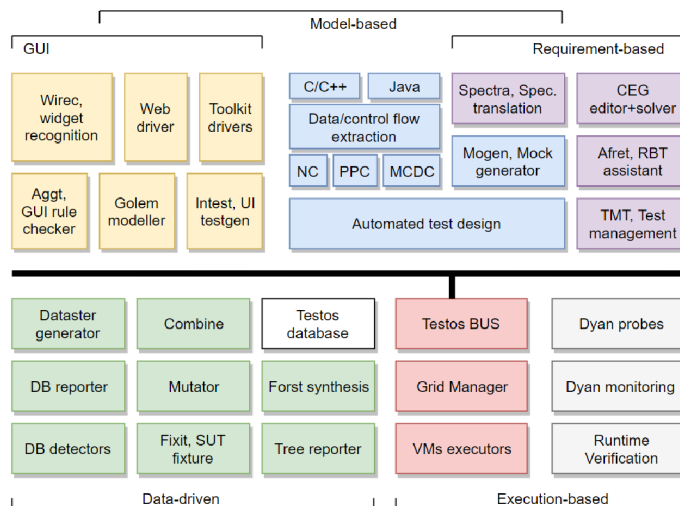 Model-based
GUI
Requirement-based
Wirec,
widget
recognition
Web
driver
Toolkit
drivers
C/C++
Java
Spectra, Spec.
translation
CEG
editor+solver
Data/control flow
extraction
Mogen, Mock
generator
Afret, RBT
assistant
NC
PPC
MCDC
Aggt,
GUI rule
checker
Golem
modeller
Intest, UI
testgen
Automated test design
TMT, Test
management
Dataster
generator
Combine
Testos
database
Testos BUS
Dyan probes
DB reporter
Mutator
Forst synthesis
Grid Manager
Dyan monitoring
DB detectors
Fixit, SUT
fixture
Tree reporter
VMs executors
Runtime
Verification
Data-driven
Execution-based